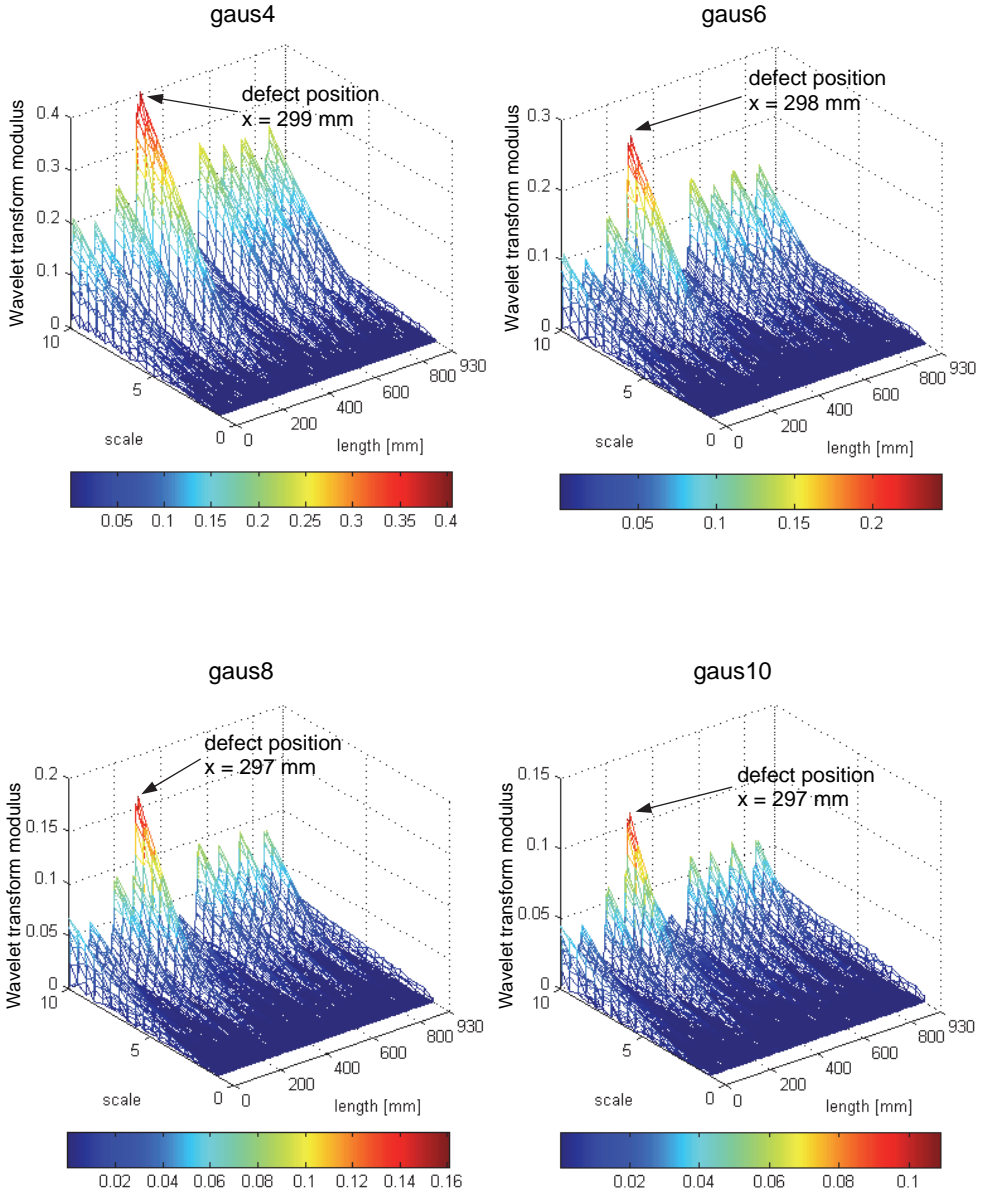 gaus4
defect position
x = 299 mm
Wavelet transform modulus
0.4
0.3
0.2
0.1
0
10
5
0
scale
0
200
400
600
800
930
length [mm]
0.05 0.1 0.15 0.2 0.25 0.3 0.35 0.4
gaus6
defect position
x = 298 mm
Wavelet transform modulus
0.3
0.2
0.1
0
10
5
0
scale
0
200
400
600
800
930
length [mm]
0.05 0.1 0.15 0.2
gaus8
defect position
x = 297 mm
Wavelet transform modulus
0.2
0.15
0.1
0.05
0
10
5
0
scale
0
200
400
600
800
930
length [mm]
0.02 0.04 0.06 0.08 0.1 0.12 0.14 0.16
gaus10
defect position
x = 297 mm
Wavelet transform modulus
0.15
0.1
0.05
0
10
5
0
scale
0
200
400
600
800
930
length [mm]
0.02 0.04 0.06 0.08 0.1